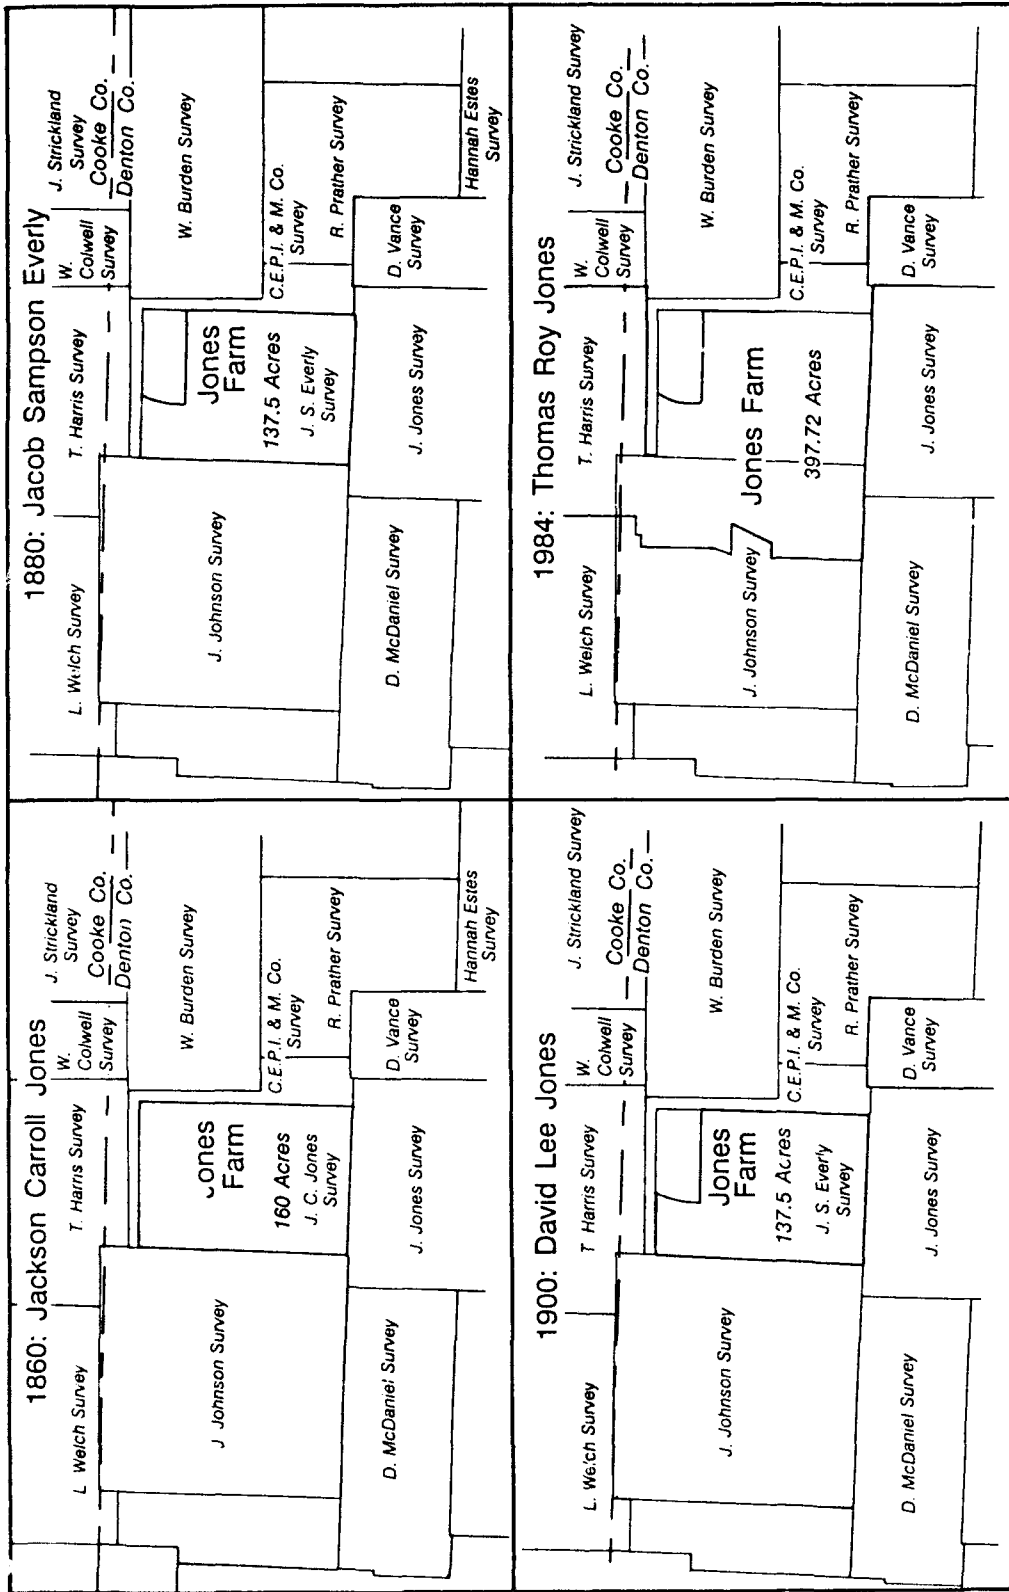 1860: Jackson Carroll Jones
L Welch Survey
T. Harris Survey
W.
Colwell
Survey
J. Strickland
Survey
Cooke Co.
Denton Co.
J Johnson Survey
Jones
Farm
160 Acres
J. C. Jones
Survey
W. Burden Survey
C.E.P.I. & M. Co.
Survey
R. Prather Survey
D. McDaniel Survey
J. Jones Survey
D. Vance
Survey
Hannah Estes
Survey
1880: Jacob Sampson Everly
L. Welch Survey
T. Harris Survey
W.
Colwell
Survey
J. Strickland
Survey
Cooke Co.
Denton Co.
J. Johnson Survey
Jones
Farm
137.5 Acres
J. S. Everly
Survey
W. Burden Survey
C.E.P.I. & M. Co.
Survey
R. Prather Survey
D. McDaniel Survey
J. Jones Survey
D. Vance
Survey
Hannah Estes
Survey
1900: David Lee Jones
L. Welch Survey
T Harris Survey
W.
Colwell
Survey
J. Strickland Survey
Cooke Co.
Denton Co.
J. Johnson Survey
Jones
Farm
137.5 Acres
J. S. Everly
Survey
W. Burden Survey
C.E.P.I. & M. Co.
Survey
R. Prather Survey
D. McDaniel Survey
J. Jones Survey
D. Vance
Survey
1984: Thomas Roy Jones
L. Welch Survey
T. Harris Survey
W.
Colwell
Survey
J. Strickland Survey
Cooke Co.
Denton Co.
J. Johnson Survey
Jones Farm
397.72 Acres
W. Burden Survey
C.E.P.I. & M. Co.
Survey
R. Prather Survey
D. McDaniel Survey
J. Jones Survey
D. Vance
Survey